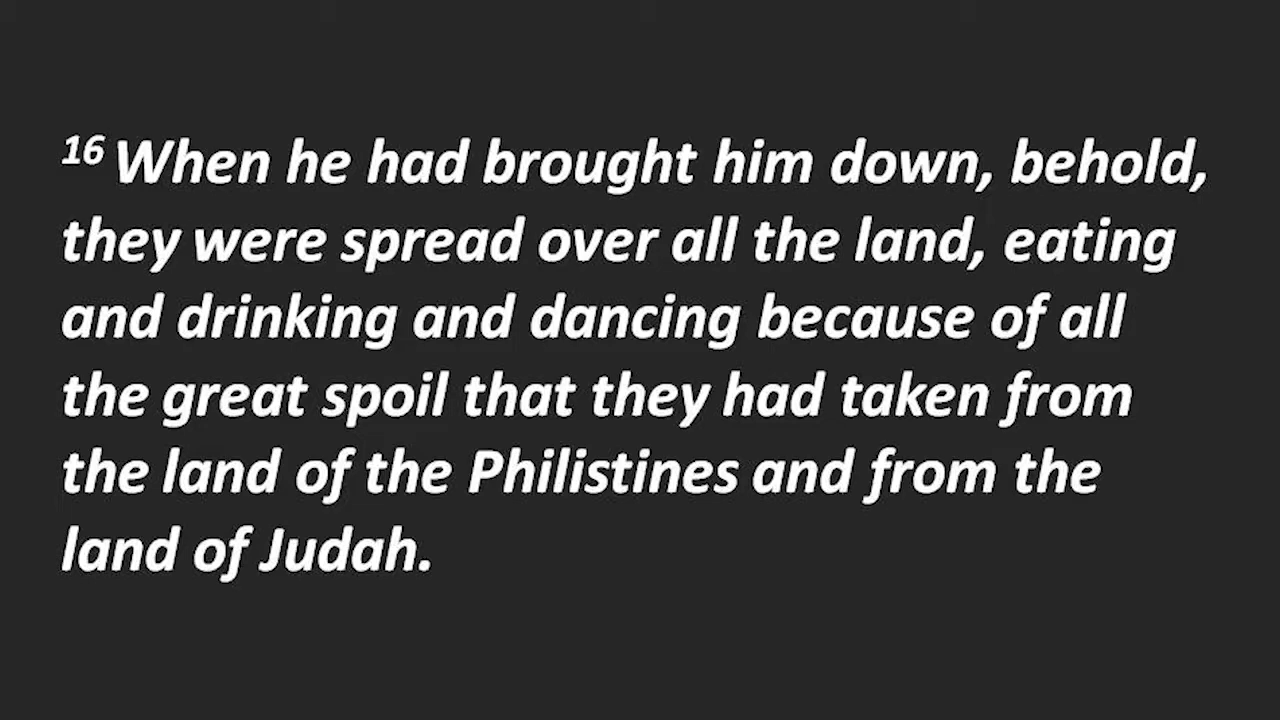 16 When he had brought him down, behold,
they were spread over all the land, eating
and drinking and dancing because of all
the great spoil that they had taken from
the land of the Philistines and from the
land of Judah.